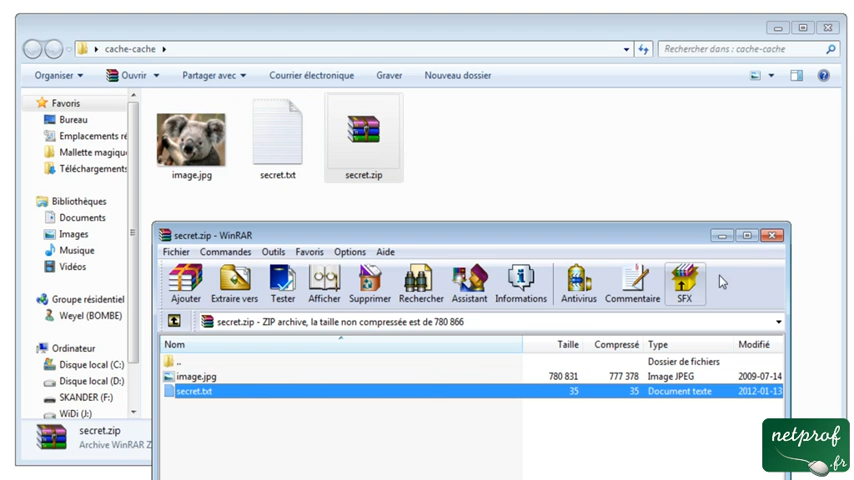 cache-cache
Rechercher dans : cache-cache
Organiser Ouvrir Partager avec Courrier électronique Graver Nouveau dossier
Favoris
Bureau
Emplacements ré
Mallette magiqu
Téléchargements
Bibliothèques
Documents
Images
Musique
Vidéos
Groupe résidentiel
Weyel (BOMBE)
Ordinateur
Disque local (C:)
Disque local (D:)
SKANDER (F:)
WiDi (J:)
image.jpg secret.txt secret.zip
secret.zip
Archive WinRAR Z
secret.zip - WinRAR
Fichier Commandes Outils Favoris Options Aide
Ajouter Extraire vers Tester Afficher Supprimer Rechercher Assistant Informations Antivirus Commentaire SFX
secret.zip - ZIP archive, la taille non compressée est de 780 866
Nom Taille Compressé Type Modifié
.. Dossier de fichiers
image.jpg 780 831 777 378 Image JPEG 2009-07-14
secret.txt 35 35 Document texte 2012-01-13
netprof
.fr